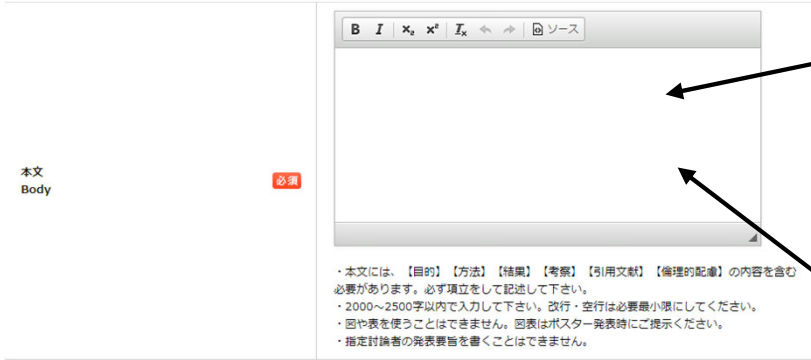 B I x₂ x² Iₓ ソース
本文
Body
必須
・本文には、【目的】【方法】【結果】【考察】【引用文献】【倫理的配慮】の内容を含む
必要があります。必ず項立をして記述して下さい。
・2000～2500字以内で入力して下さい。改行・空行は必要最小限にしてください。
・図や表を使うことはできません。図表はポスター発表時にご提示ください。
・指定討論者の発表要旨を書くことはできません。